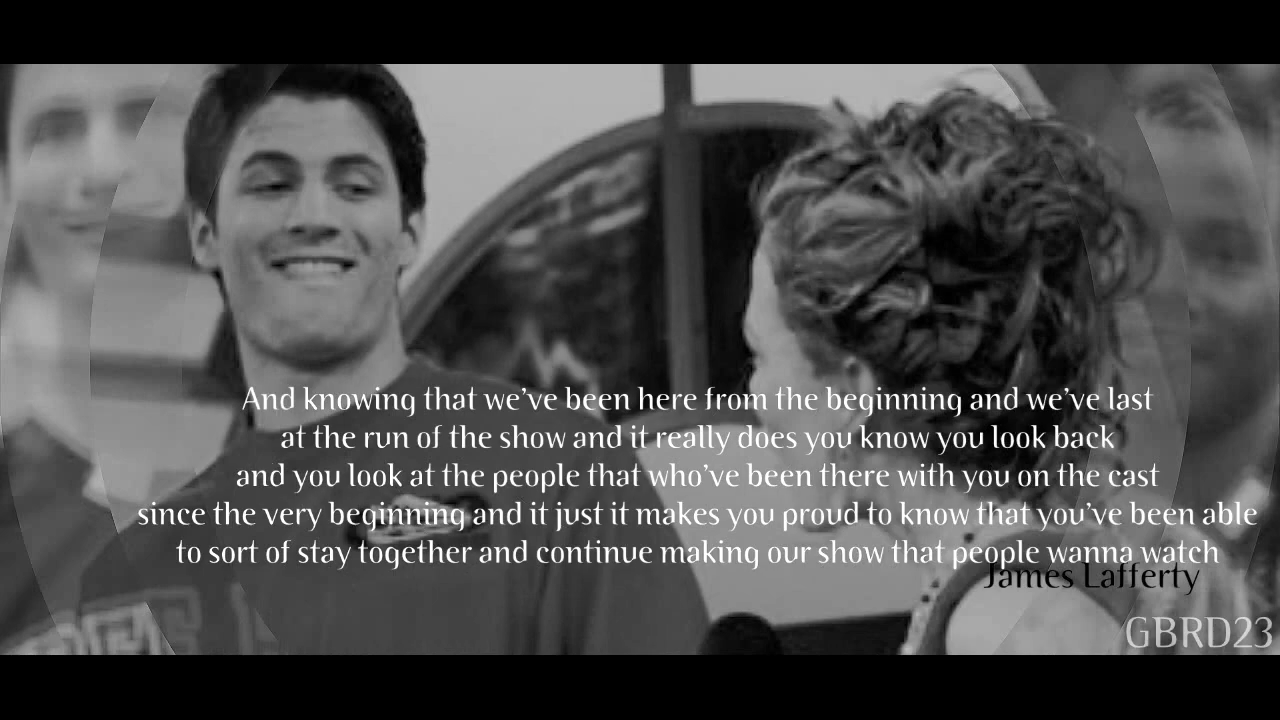 And knowing that we've been here from the beginning and we've last
at the run of the show and it really does you know you look back
and you look at the people that who've been there with you on the cast
since the very beginning and it just it makes you proud to know that you've been able
to sort of stay together and continue making our show that people wanna watch
James Lafferty
GBRD23